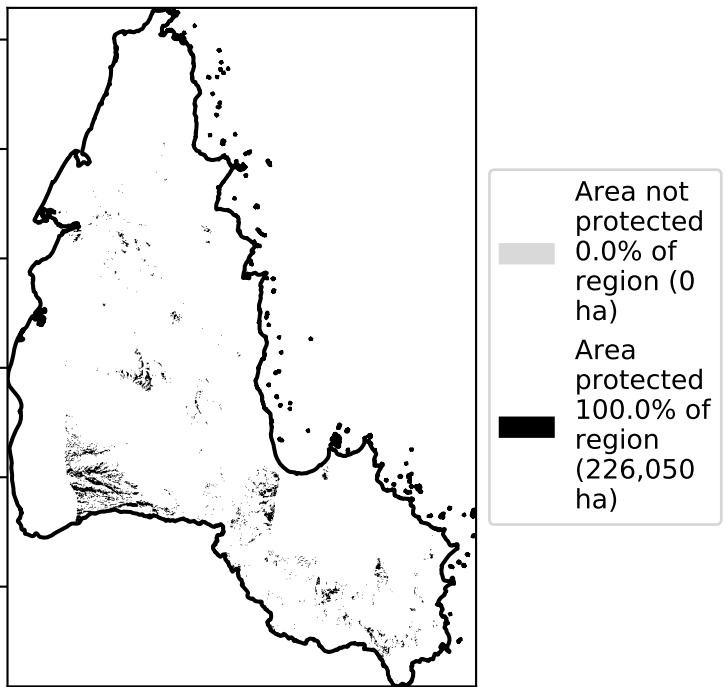 Area not
protected
0.0% of
region (0
ha)
Area
protected
100.0% of
region
(226,050
ha)